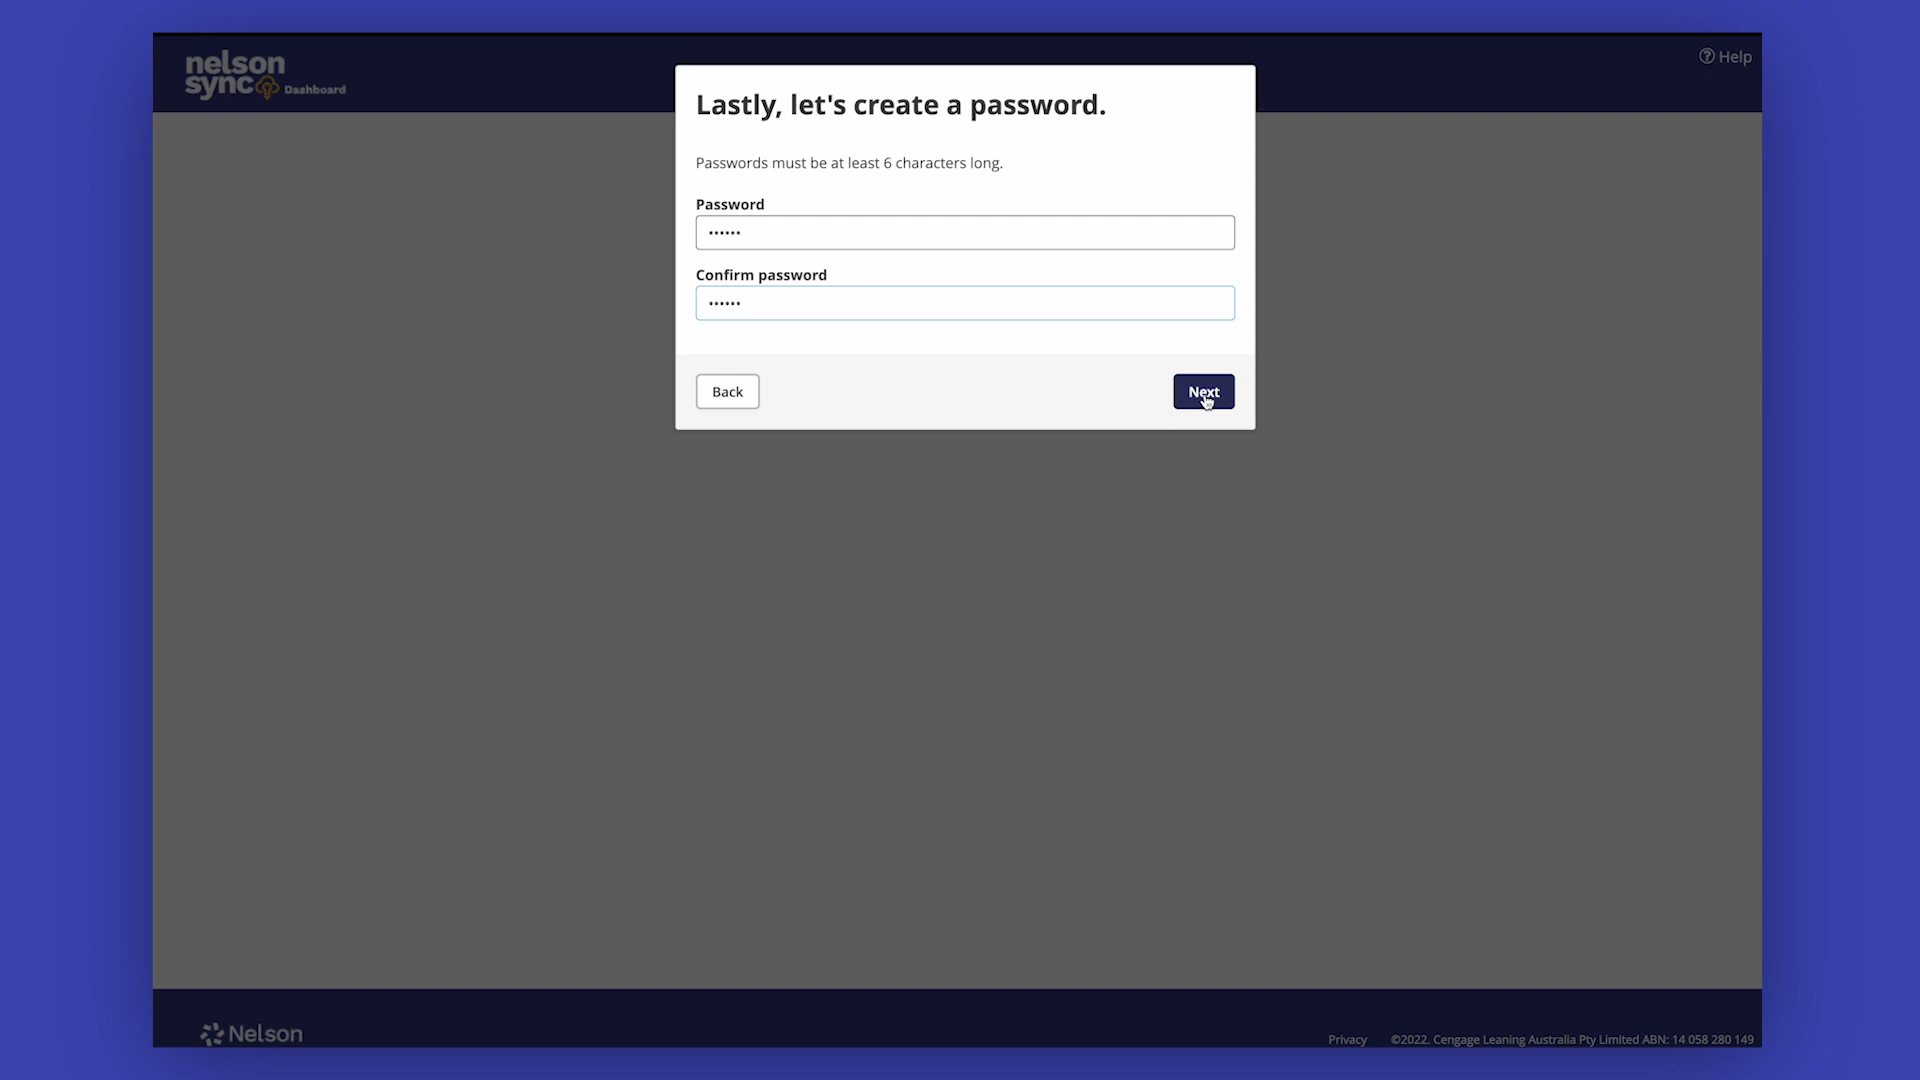 nelson
sync Dashboard
Help
Lastly, let's create a password.
Passwords must be at least 6 characters long.
Password
••••••
Confirm password
••••••
Back
Next
Nelson
Privacy ©2022. Cengage Leaning Australia Pty Limited ABN: 14 058 280 149